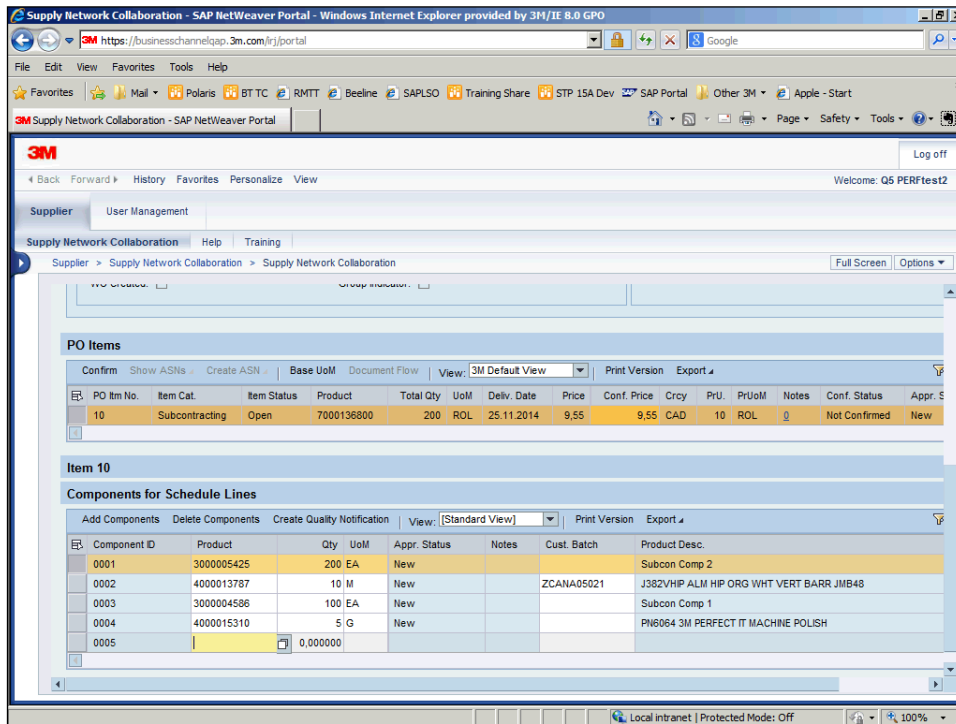 Supply Network Collaboration - SAP NetWeaver Portal - Windows Internet Explorer provided by 3M/IE 8.0 GPO
3M https://businesschannelqap.3m.com/irj/portal
Google
File Edit View Favorites Tools Help
Favorites Mail Polaris BT TC RMTT Beeline SAPLSO Training Share STP 15A Dev SAP Portal Other 3M Apple - Start
3M Supply Network Collaboration - SAP NetWeaver Portal
Page Safety Tools
3M
Log off
Back Forward History Favorites Personalize View
Welcome: Q5 PERFtest2
Supplier User Management
Supply Network Collaboration Help Training
Supplier > Supply Network Collaboration > Supply Network Collaboration
Full Screen Options
WO Created: Group Indicator:
PO Items
Confirm Show ASNs Create ASN Base UoM Document Flow View: 3M Default View Print Version Export
PO Itm No. Item Cat. Item Status Product Total Qty UoM Deliv. Date Price Conf. Price Crcy PrU. PrUoM Notes Conf. Status Appr. S
10 Subcontracting Open 7000136800 200 ROL 25.11.2014 9,55 9,55 CAD 10 ROL 0 Not Confirmed New
Item 10
Components for Schedule Lines
Add Components Delete Components Create Quality Notification View: [Standard View] Print Version Export
Component ID Product Qty UoM Appr. Status Notes Cust. Batch Product Desc.
0001 3000005425 200 EA New Subcon Comp 2
0002 4000013787 10 M New ZCANA05021 J382VHIP ALM HIP ORG WHT VERT BARR JMB48
0003 3000004586 100 EA New Subcon Comp 1
0004 4000015310 5 G New PN6064 3M PERFECT IT MACHINE POLISH
0005 0,000000
Local intranet | Protected Mode: Off
100%